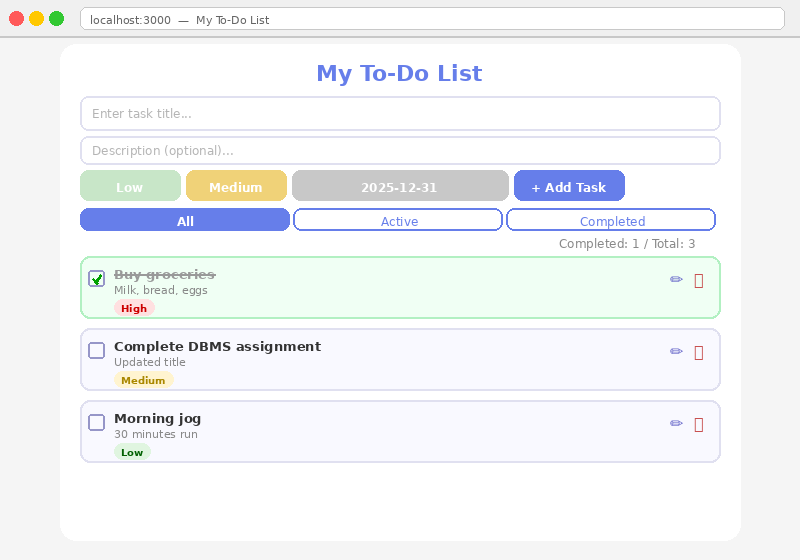 localhost:3000 — My To-Do List
My To-Do List
Enter task title...
Description (optional)...
Low Medium 2025-12-31 + Add Task
All Active Completed
Completed: 1 / Total: 3
Buy groceries
Milk, bread, eggs
High
Complete DBMS assignment
Updated title
Medium
Morning jog
30 minutes run
Low